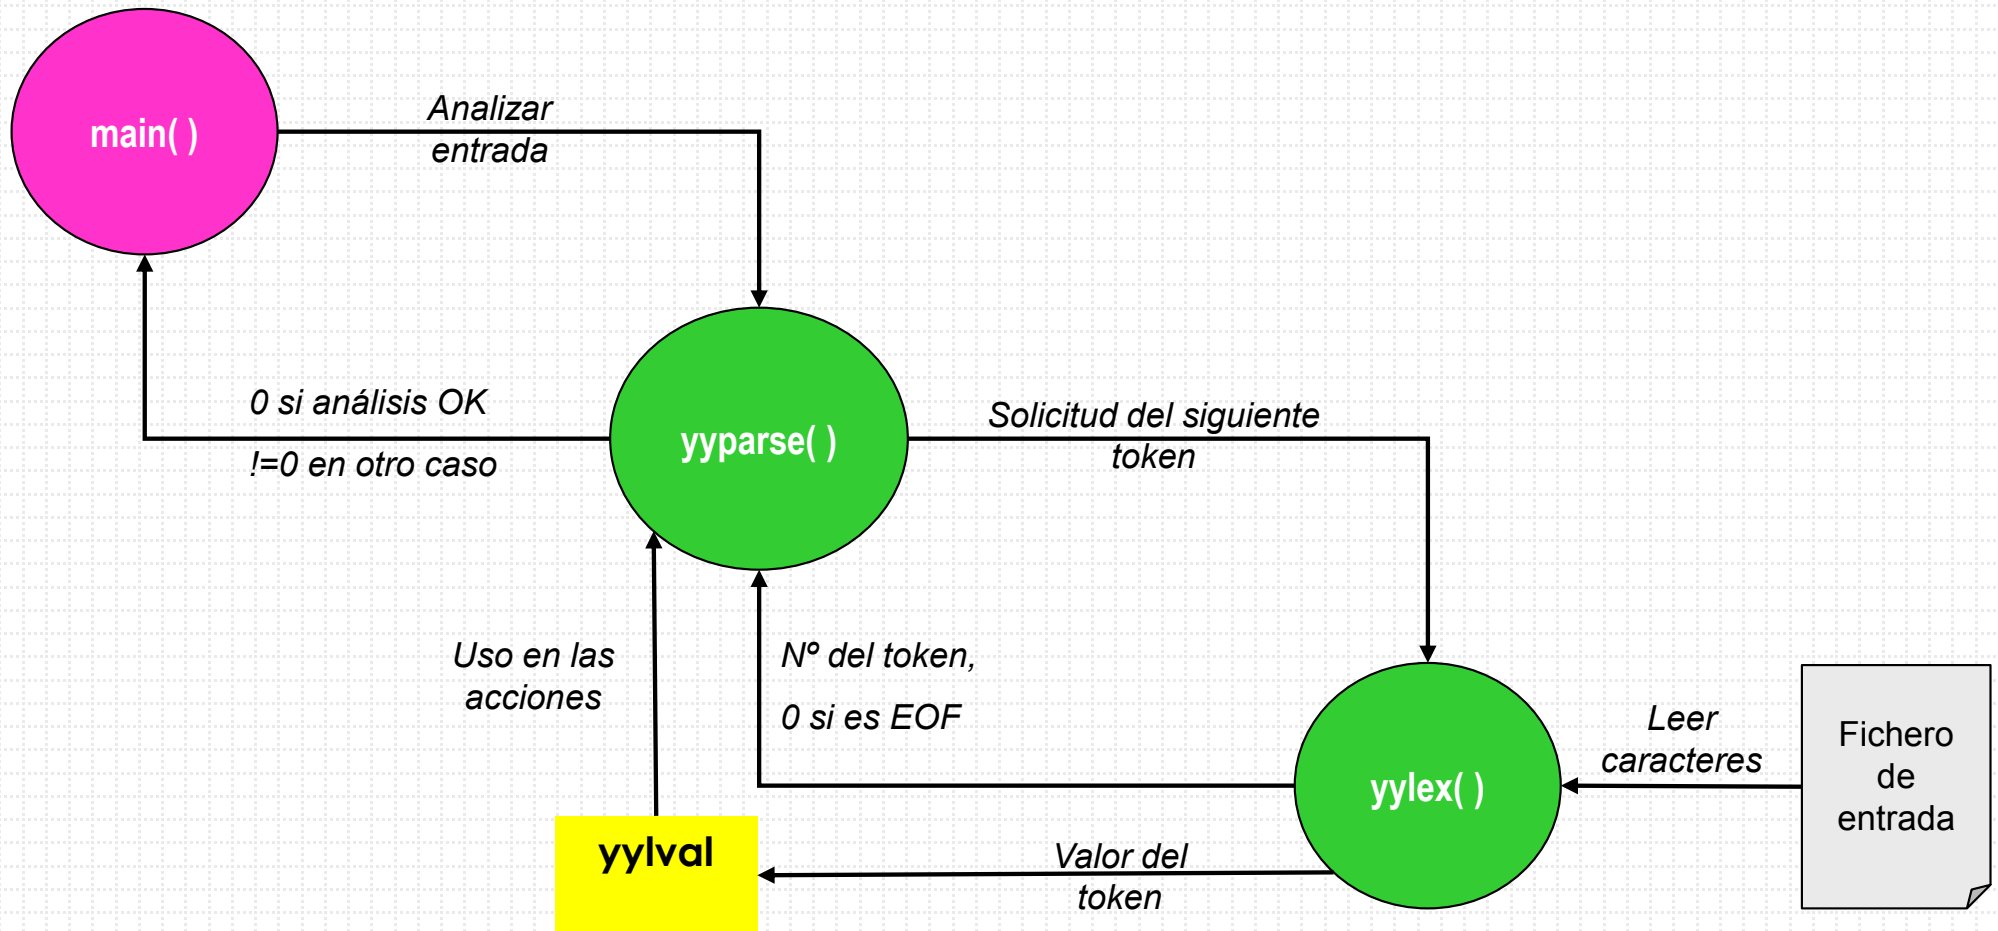 main( )
Analizar
entrada
0 si análisis OK
!=0 en otro caso
yyparse( )
Solicitud del siguiente
token
Uso en las
acciones
Nº del token,
0 si es EOF
yylex( )
Leer
caracteres
Fichero
de
entrada
yylval
Valor del
token